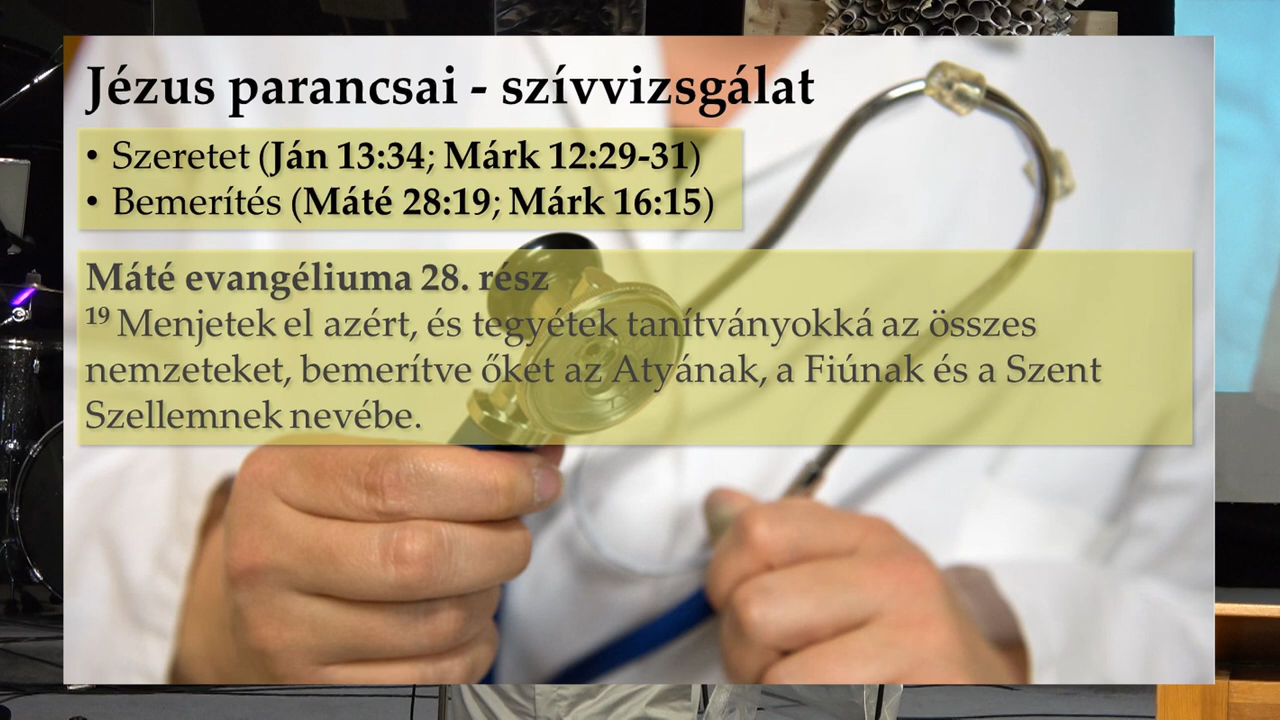 Jézus parancsai - szívvizsgálat
• Szeretet (Ján 13:34; Márk 12:29-31)
• Bemerítés (Máté 28:19; Márk 16:15)
Máté evangéliuma 28. rész
19 Menjetek el azért, és tegyétek tanítványokká az összes
nemzeteket, bemerítve őket az Atyának, a Fiúnak és a Szent
Szellemnek nevébe.